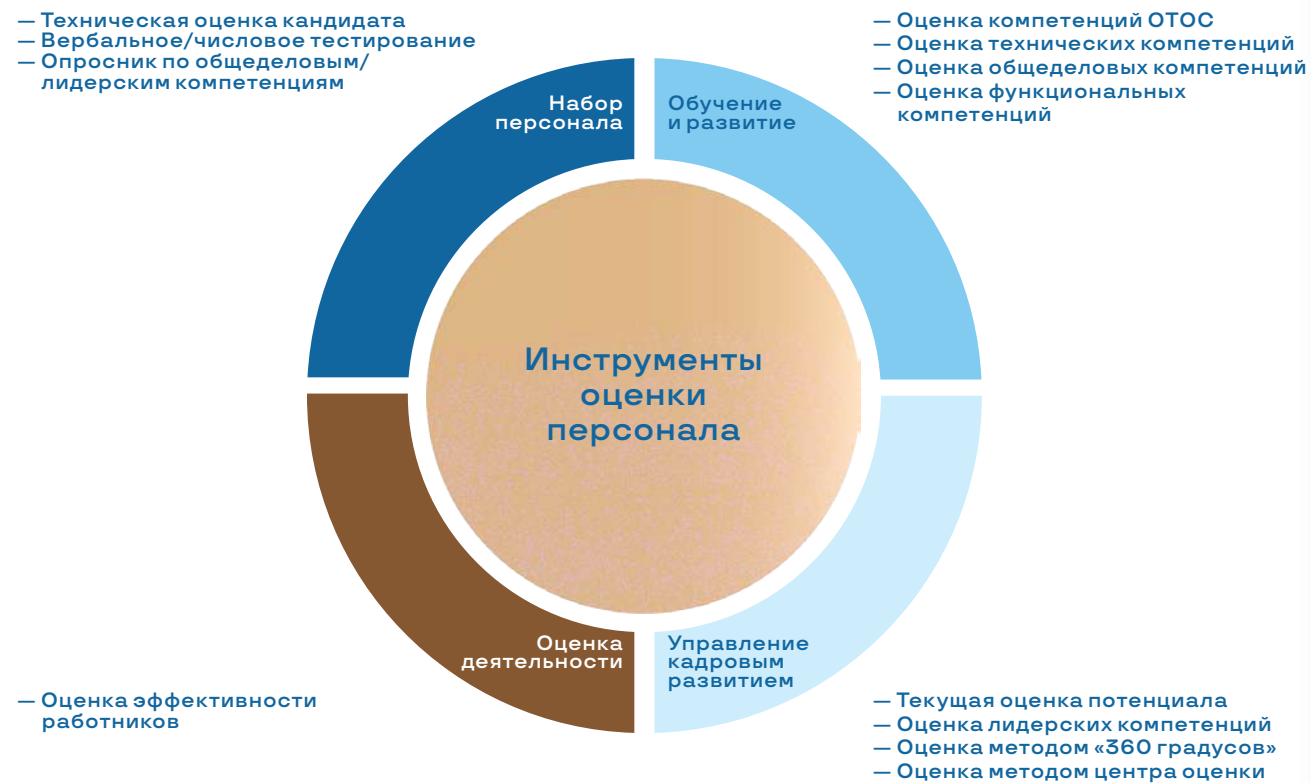 — Техническая оценка кандидата
— Вербальное/числовое тестирование
— Опросник по общеделовым/
лидерским компетенциям
— Оценка компетенций ОТОС
— Оценка технических компетенций
— Оценка общеделовых компетенций
— Оценка функциональных
компетенций
Набор
персонала
Обучение
и развитие
Инструменты
оценки
персонала
Оценка
деятельности
Управление
кадровым
развитием
— Оценка эффективности
работников
— Текущая оценка потенциала
— Оценка лидерских компетенций
— Оценка методом «360 градусов»
— Оценка методом центра оценки